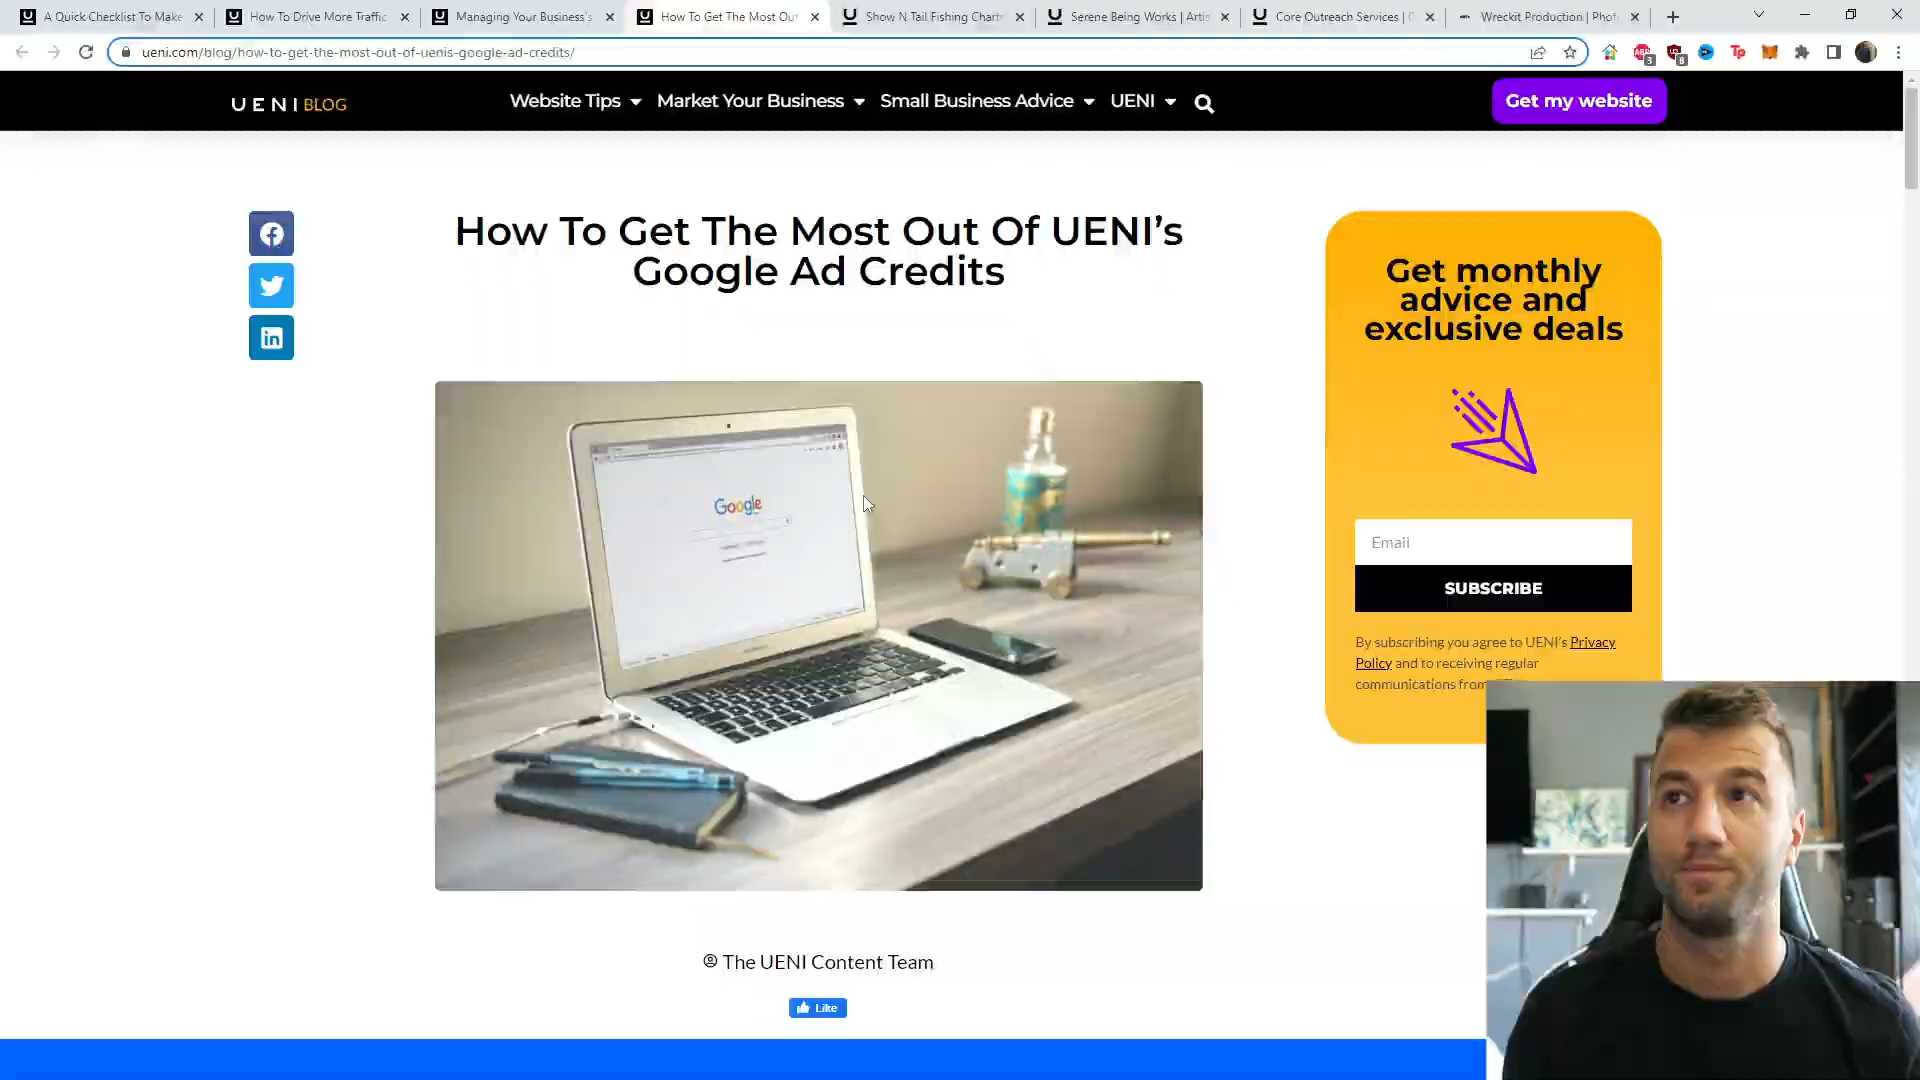 A Quick Checklist To Make
How To Drive More Traffic
Managing Your Business's
How To Get The Most Out
Show N Tail Fishing Chart
Serene Being Works | Arti
Core Outreach Services |
Wreckit Production | Phot
ueni.com/blog/how-to-get-the-most-out-of-uenis-google-ad-credits/
UENI BLOG
Website Tips
Market Your Business
Small Business Advice
UENI
Get my website
How To Get The Most Out Of UENI's
Google Ad Credits
Get monthly
advice and
exclusive deals
Google
Email
SUBSCRIBE
By subscribing you agree to UENI's Privacy
Policy and to receiving regular
communications from
The UENI Content Team
Like